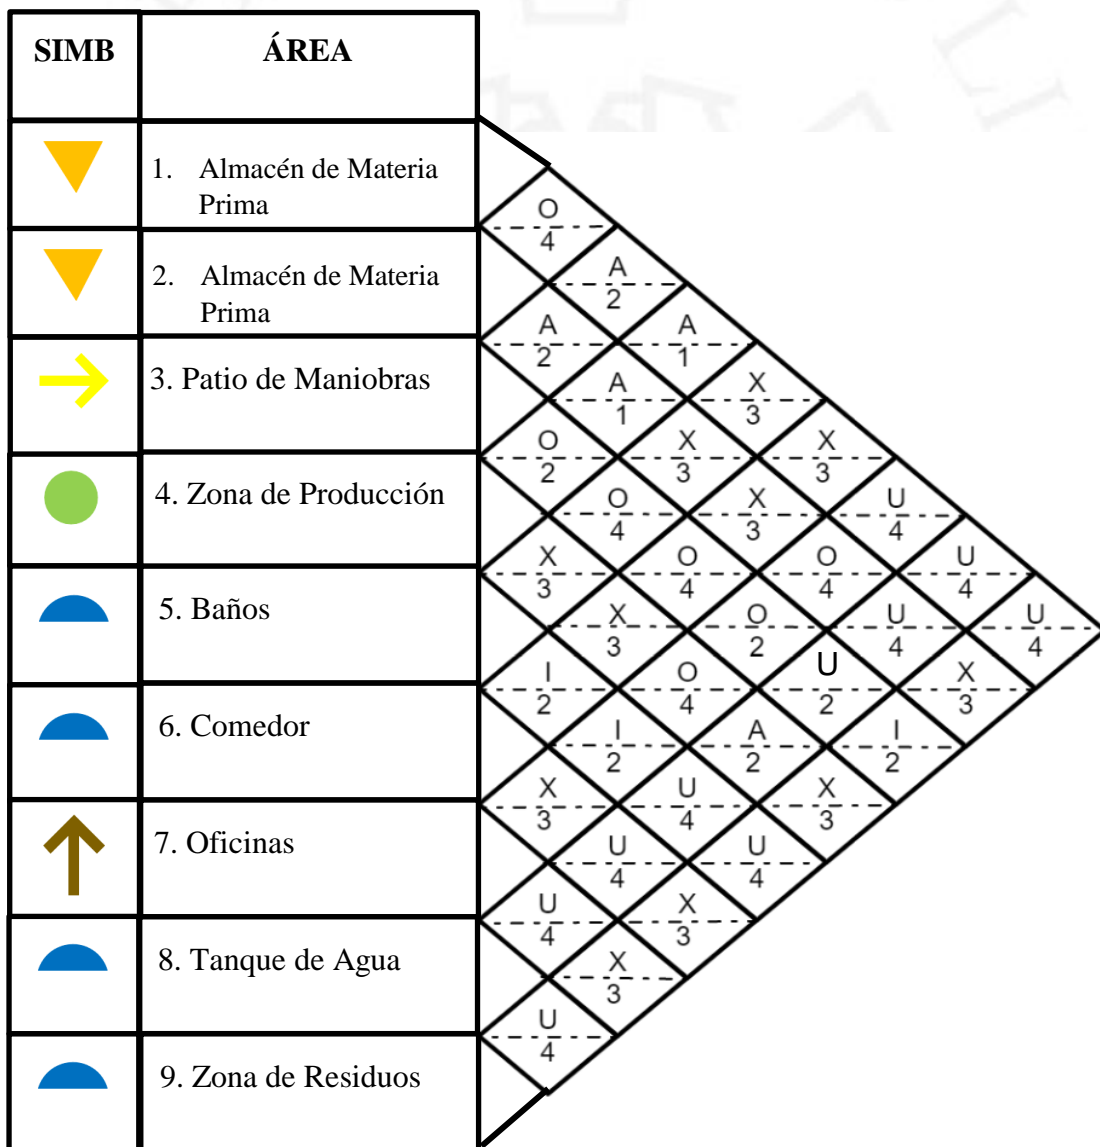 SIMB ÁREA
1. Almacén de Materia
Prima
2. Almacén de Materia
Prima
3. Patio de Maniobras
4. Zona de Producción
5. Baños
6. Comedor
7. Oficinas
8. Tanque de Agua
9. Zona de Residuos
O
4
A
2
A A
2 1
A X
1 3
O X X
2 3 3
O X U
4 3 4
X O O U
3 4 4 4
X O U U
3 2 4 4
I O U X
2 4 2 3
I A I
2 2 2
X U X
3 4 3
U U
4 4
U X
4 3
X
3
U
4